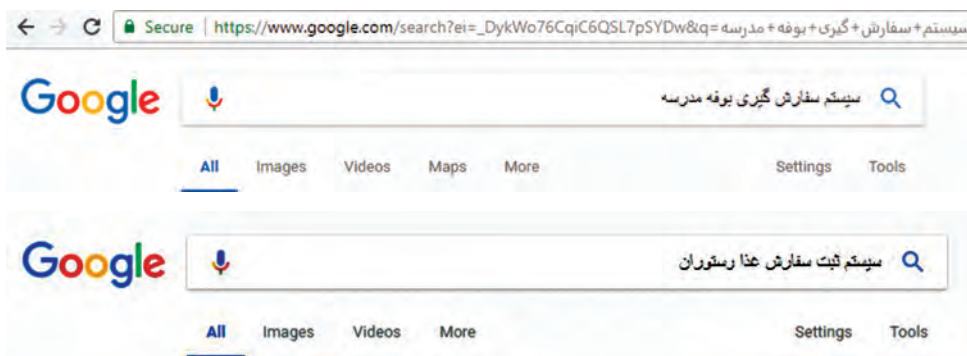 Secure https://www.google.com/search?ei=_DykWo76CqiC6QSL7pSYDw&q=سیستم+سفارش+گیری+بوفه+مدرسه
Google سیستم سفارش گیری بوفه مدرسه
All Images Videos Maps More Settings Tools
Google سیستم ثبت سفارش غذا رستوران
All Images Videos More Settings Tools